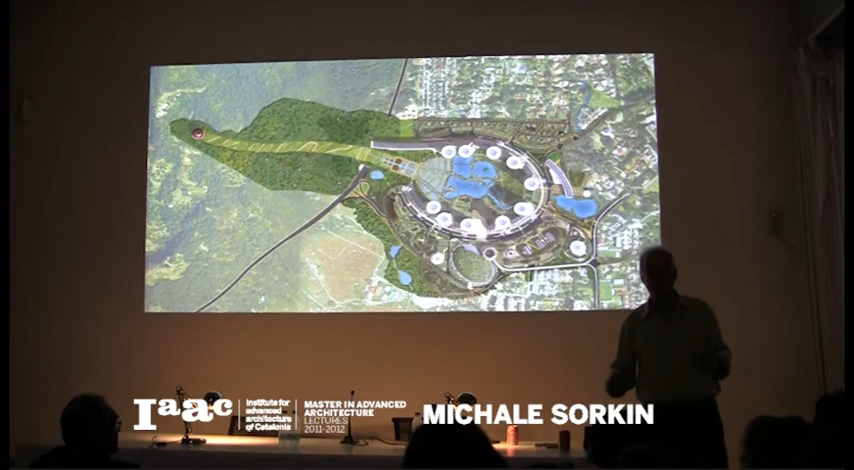 Iaac
Institute for
advanced
architecture
of Catalonia
MASTER IN ADVANCED
ARCHITECTURE
LECTURES
2011-2012
MICHALE SORKIN